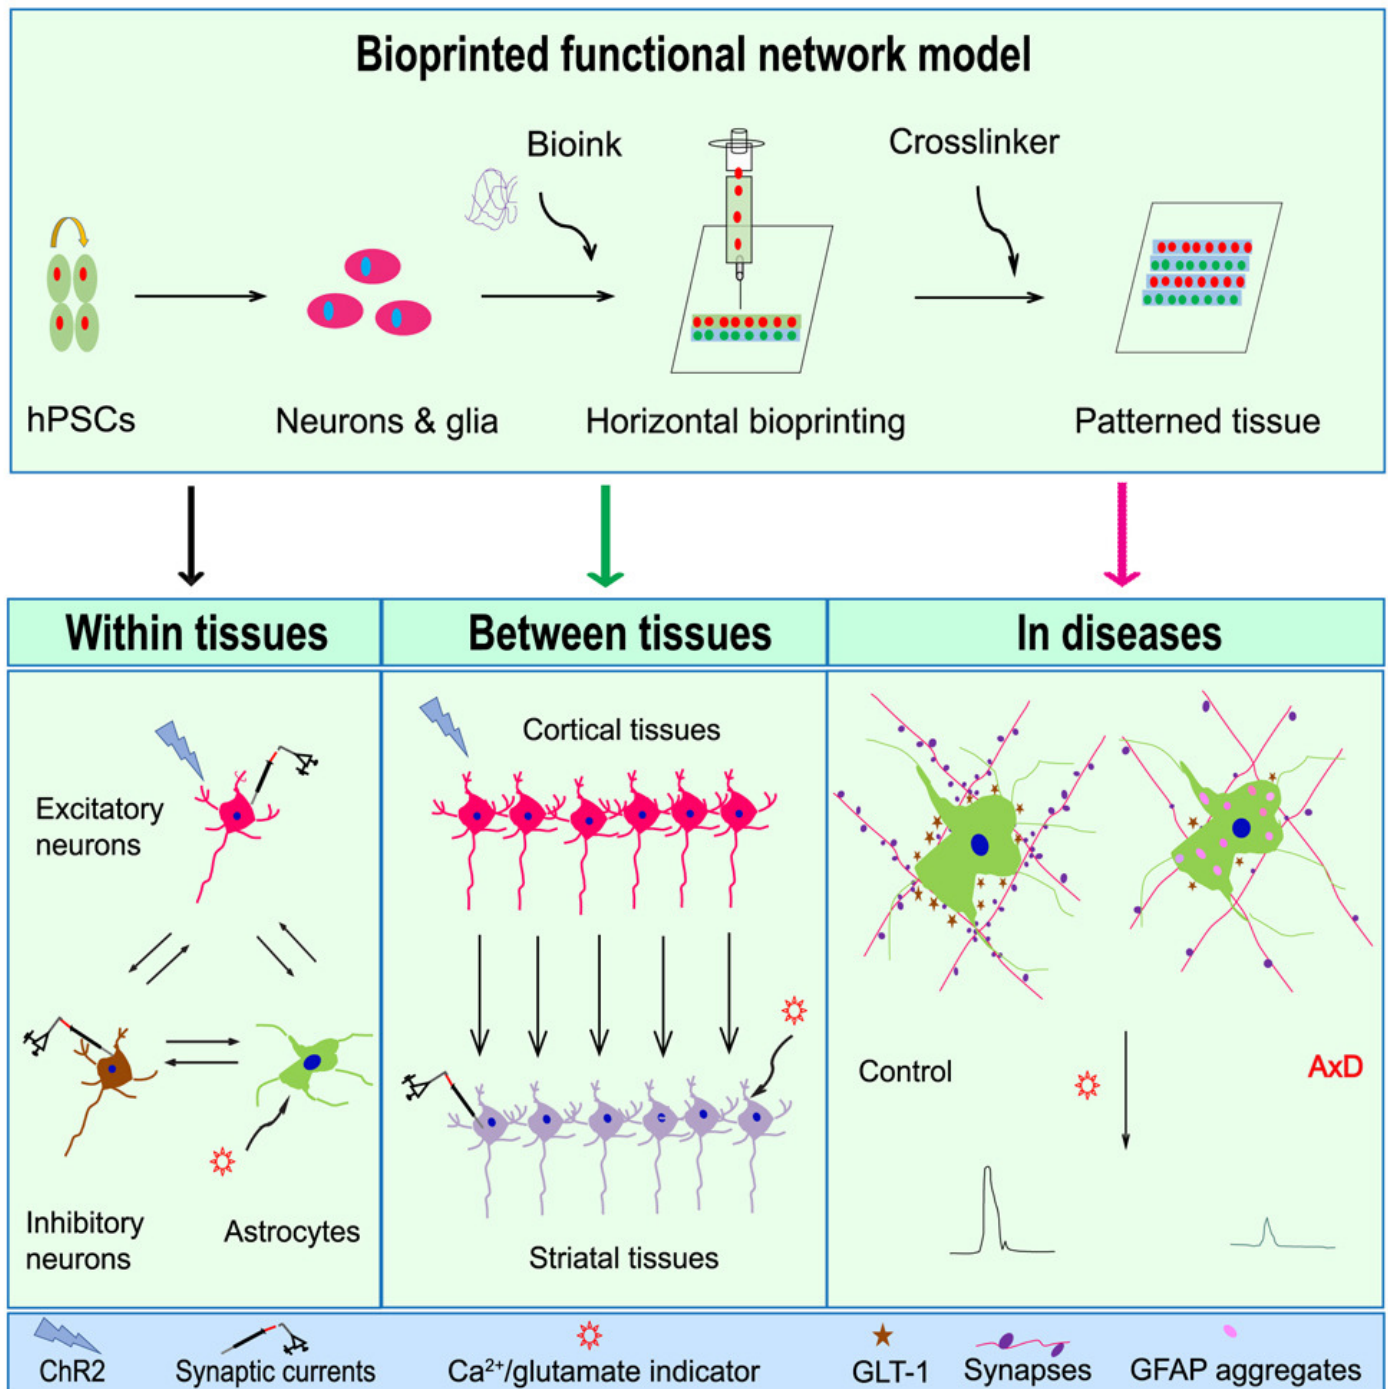 Bioprinted functional network model
Bioink
Crosslinker
hPSCs
Neurons & glia
Horizontal bioprinting
Patterned tissue
Within tissues
Between tissues
In diseases
Excitatory
neurons
Inhibitory
neurons
Astrocytes
Cortical tissues
Striatal tissues
Control
AxD
ChR2
Synaptic currents
Ca²⁺/glutamate indicator
GLT-1
Synapses
GFAP aggregates